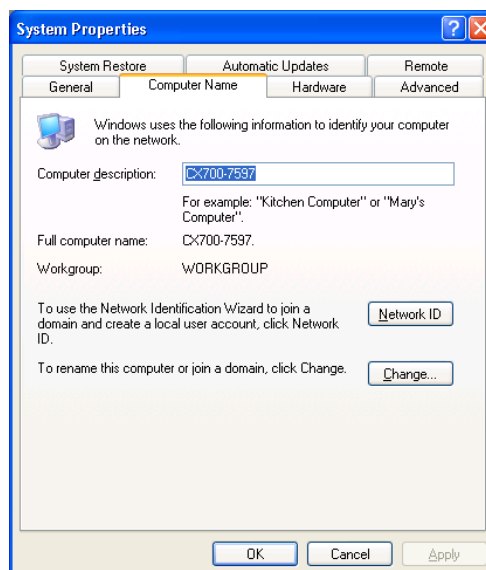 System Properties
System Restore Automatic Updates Remote
General Computer Name Hardware Advanced
Windows uses the following information to identify your computer
on the network.
Computer description: CX700-7597
For example: "Kitchen Computer" or "Mary's
Computer".
Full computer name: CX700-7597.
Workgroup: WORKGROUP
To use the Network Identification Wizard to join a
domain and create a local user account, click Network
ID.
Network ID
To rename this computer or join a domain, click Change.
Change...
OK Cancel Apply